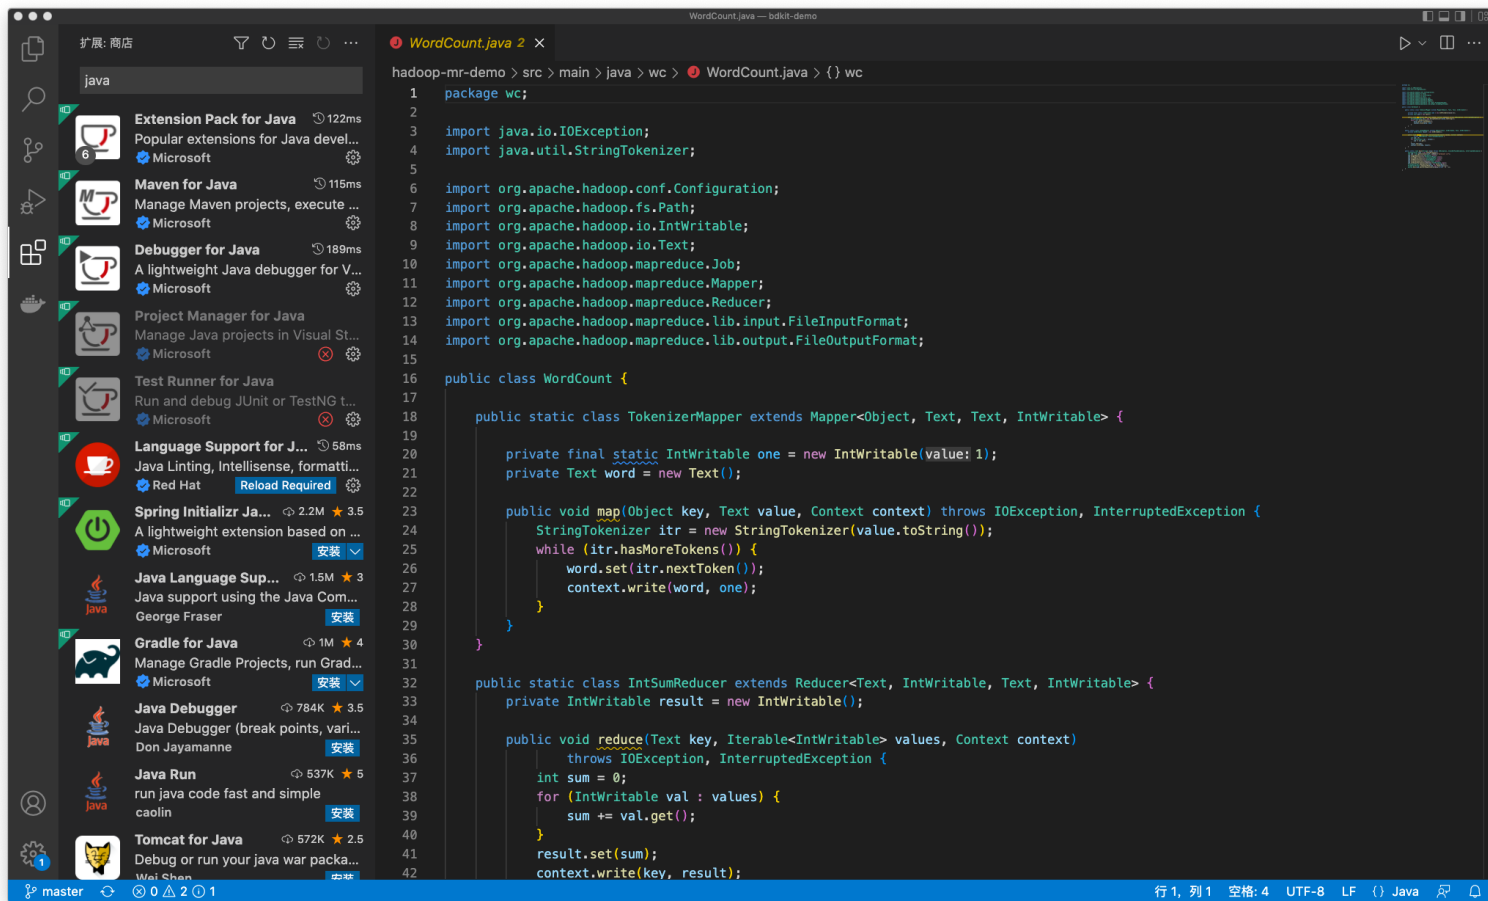 WordCount.java — bdkit-demo
扩展: 商店
java
Extension Pack for Java 122ms
Popular extensions for Java devel...
6
Microsoft
Maven for Java 115ms
Manage Maven projects, execute ...
Microsoft
Debugger for Java 189ms
A lightweight Java debugger for V...
Microsoft
Project Manager for Java
Manage Java projects in Visual St...
Microsoft
Test Runner for Java
Run and debug JUnit or TestNG t...
Microsoft
Language Support for J... 58ms
Java Linting, Intellisense, formatti...
Red Hat Reload Required
Spring Initializr Ja... 2.2M 3.5
A lightweight extension based on ...
Microsoft 安装
Java Language Sup... 1.5M 3
Java support using the Java Com...
George Fraser 安装
Gradle for Java 1M 4
Manage Gradle Projects, run Grad...
Microsoft 安装
Java Debugger 784K 3.5
Java Debugger (break points, vari...
Don Jayamanne 安装
Java Run 537K 5
run java code fast and simple
caolin 安装
Tomcat for Java 572K 2.5
Debug or run your java war packa...
Wei Shen 安装
WordCount.java 2
hadoop-mr-demo > src > main > java > wc > WordCount.java > {} wc
1 package wc;
2
3 import java.io.IOException;
4 import java.util.StringTokenizer;
5
6 import org.apache.hadoop.conf.Configuration;
7 import org.apache.hadoop.fs.Path;
8 import org.apache.hadoop.io.IntWritable;
9 import org.apache.hadoop.io.Text;
10 import org.apache.hadoop.mapreduce.Job;
11 import org.apache.hadoop.mapreduce.Mapper;
12 import org.apache.hadoop.mapreduce.Reducer;
13 import org.apache.hadoop.mapreduce.lib.input.FileInputFormat;
14 import org.apache.hadoop.mapreduce.lib.output.FileOutputFormat;
15
16 public class WordCount {
17
18 public static class TokenizerMapper extends Mapper<Object, Text, Text, IntWritable> {
19
20 private final static IntWritable one = new IntWritable(value: 1);
21 private Text word = new Text();
22
23 public void map(Object key, Text value, Context context) throws IOException, InterruptedException {
24 StringTokenizer itr = new StringTokenizer(value.toString());
25 while (itr.hasMoreTokens()) {
26 word.set(itr.nextToken());
27 context.write(word, one);
28 }
29 }
30 }
31
32 public static class IntSumReducer extends Reducer<Text, IntWritable, Text, IntWritable> {
33 private IntWritable result = new IntWritable();
34
35 public void reduce(Text key, Iterable<IntWritable> values, Context context)
36 throws IOException, InterruptedException {
37 int sum = 0;
38 for (IntWritable val : values) {
39 sum += val.get();
40 }
41 result.set(sum);
42 context.write(key, result);
1
master 0 2 1 行 1, 列 1 空格: 4 UTF-8 LF {} Java